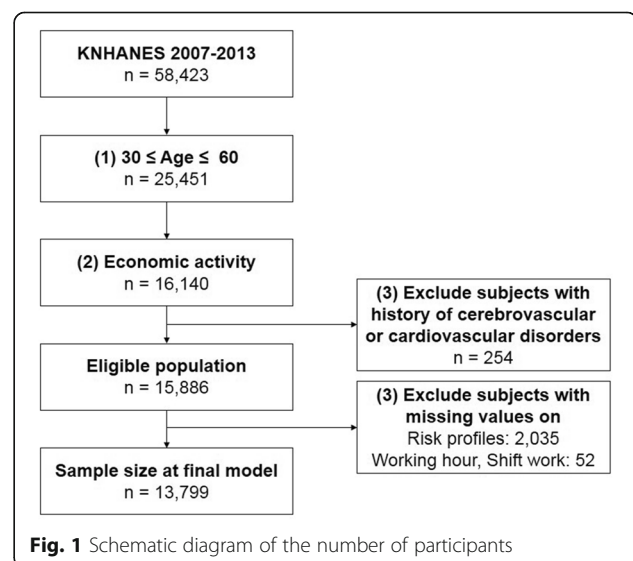 KNHANES 2007-2013
n = 58,423
(1) 30 ≤ Age ≤ 60
n = 25,451
(2) Economic activity
n = 16,140
(3) Exclude subjects with
history of cerebrovascular
or cardiovascular disorders
n = 254
Eligible population
n = 15,886
(3) Exclude subjects with
missing values on
Risk profiles: 2,035
Working hour, Shift work: 52
Sample size at final model
n = 13,799
Fig. 1 Schematic diagram of the number of participants